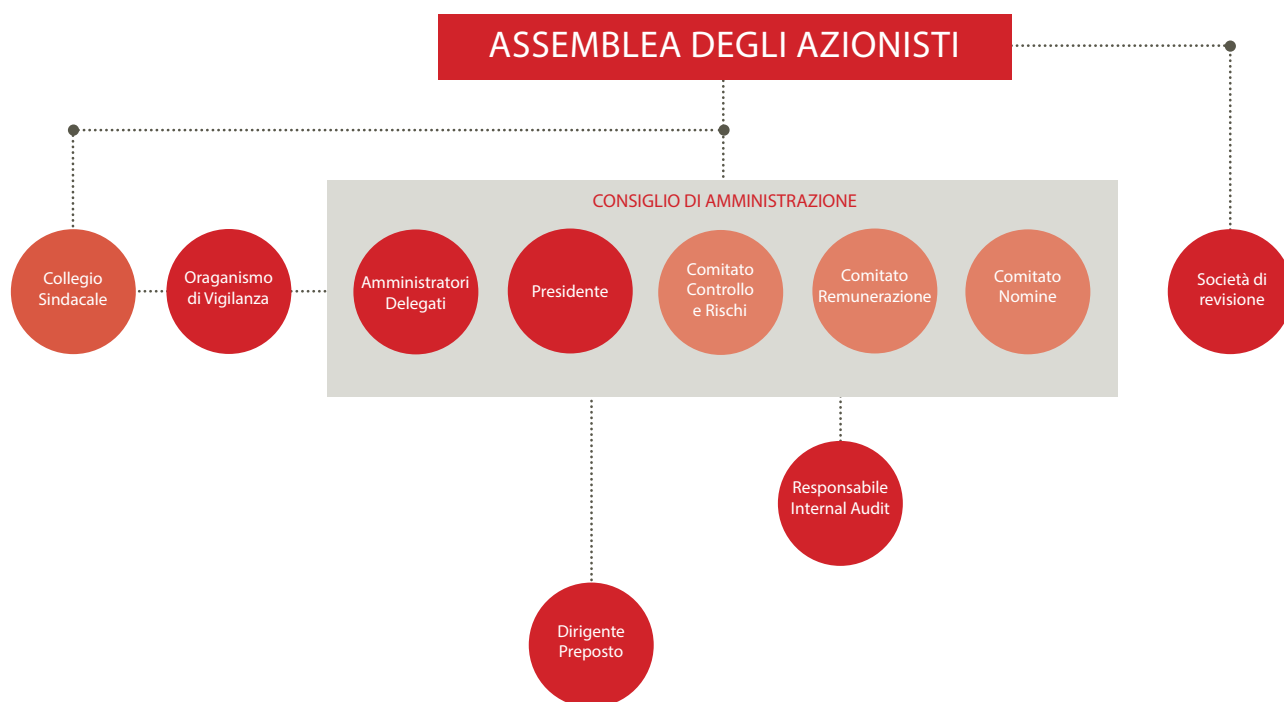 ASSEMBLEA DEGLI AZIONISTI
CONSIGLIO DI AMMINISTRAZIONE
Collegio
Sindacale
Oraganismo
di Vigilanza
Amministratori
Delegati
Presidente
Comitato
Controllo
e Rischi
Comitato
Remunerazione
Comitato
Nomine
Società di
revisione
Responsabile
Internal Audit
Dirigente
Preposto